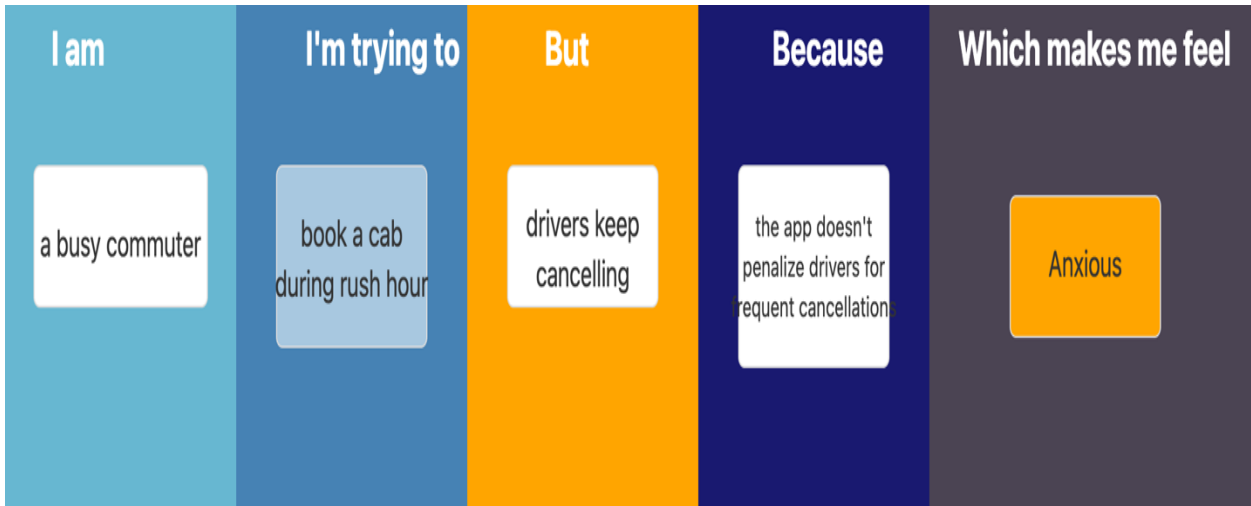 I am
I'm trying to
But
Because
Which makes me feel
a busy commuter
book a cab
during rush hour
drivers keep
cancelling
the app doesn't
penalize drivers for
frequent cancellations
Anxious